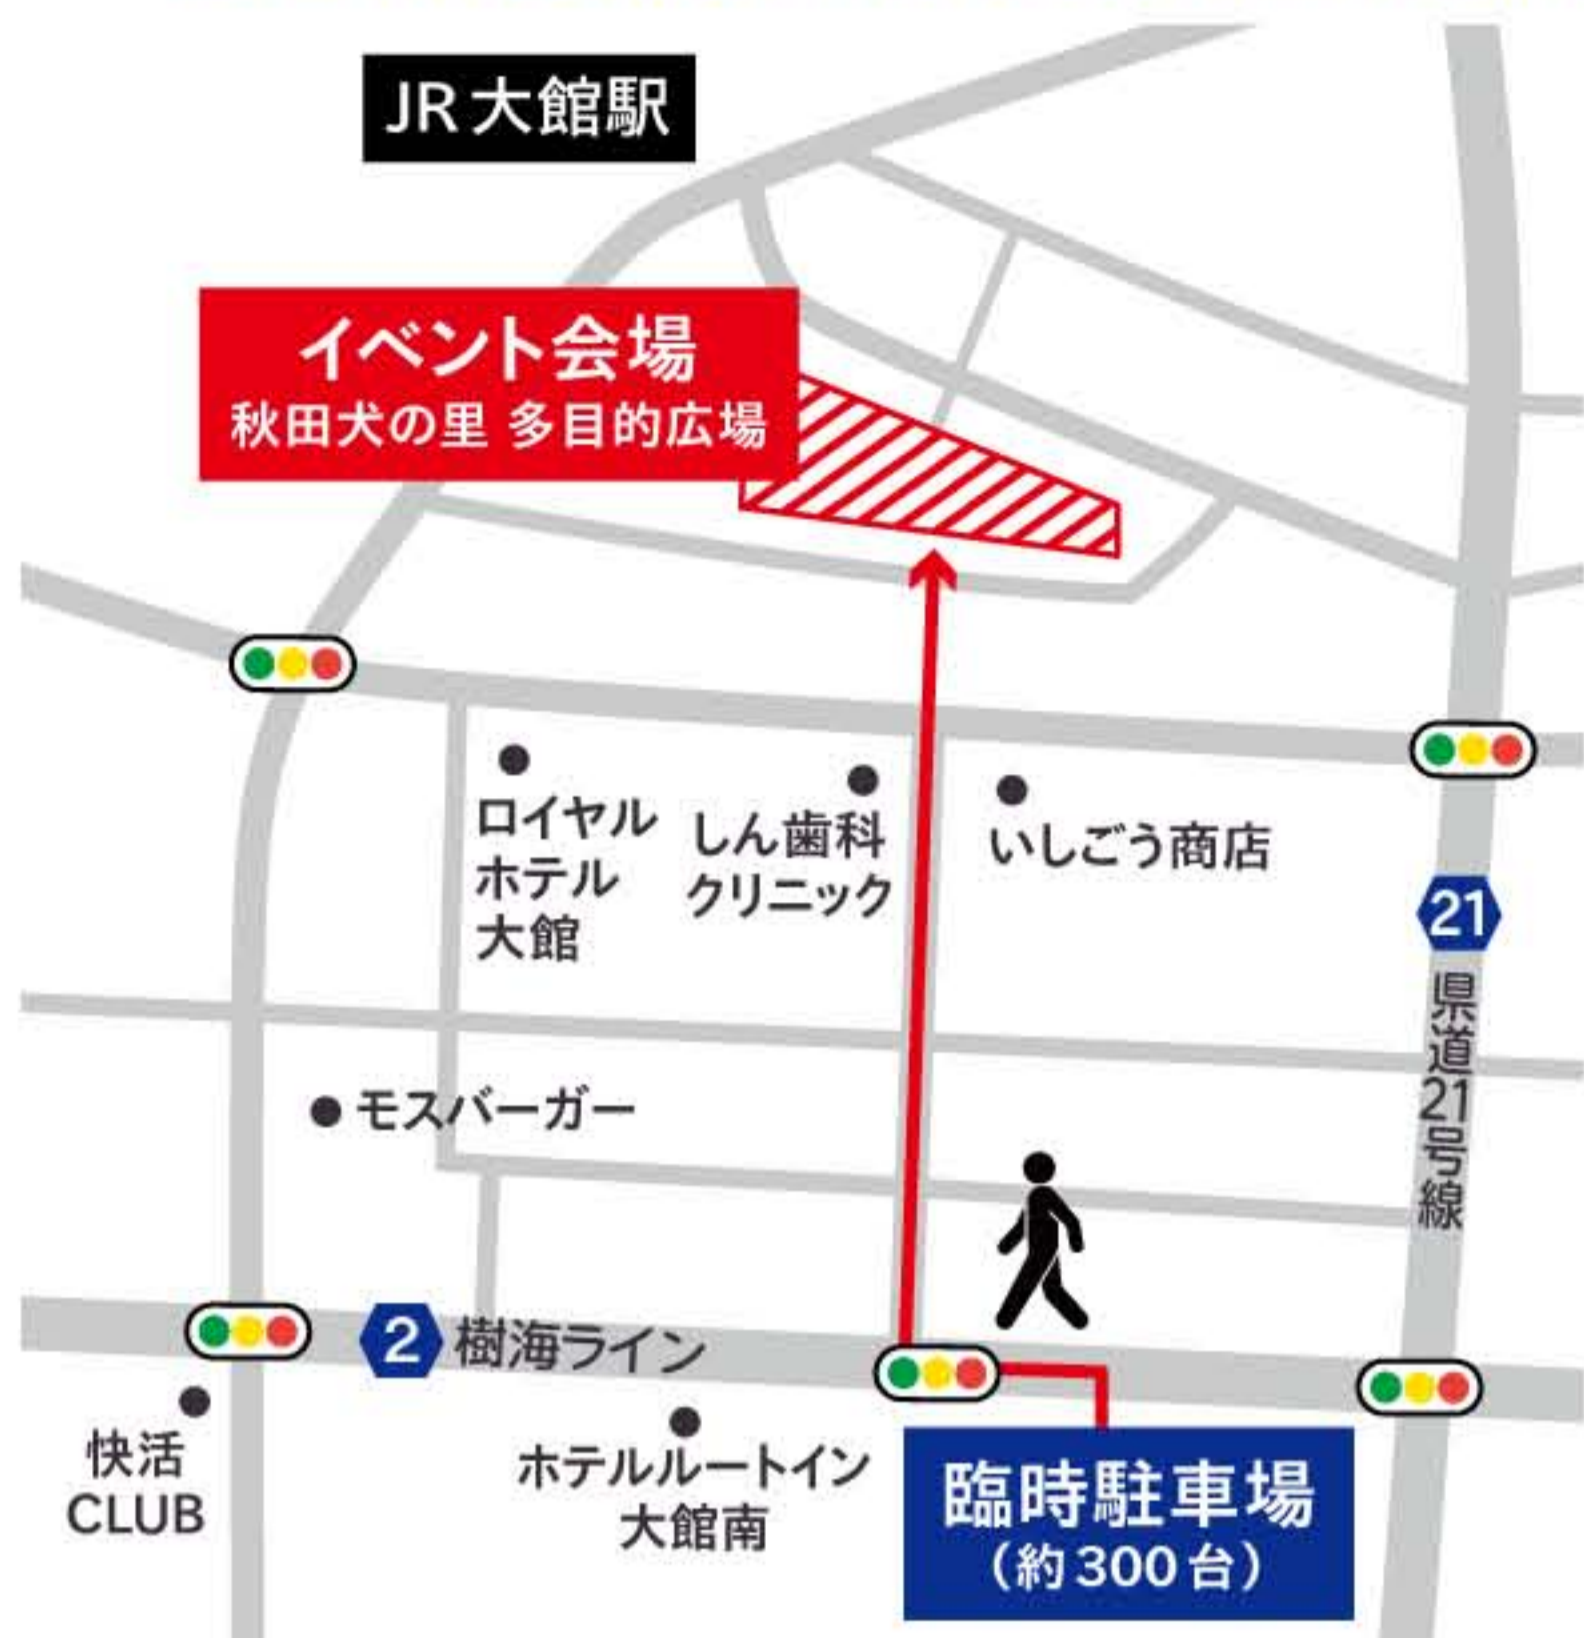 JR大館駅
イベント会場
秋田犬の里 多目的広場
ロイヤル
ホテル
大館
しん歯科
クリニック
いしごう商店
21
県道21号線
モスバーガー
2
樹海ライン
快活
CLUB
ホテルルートイン
大館南
臨時駐車場
（約300台）